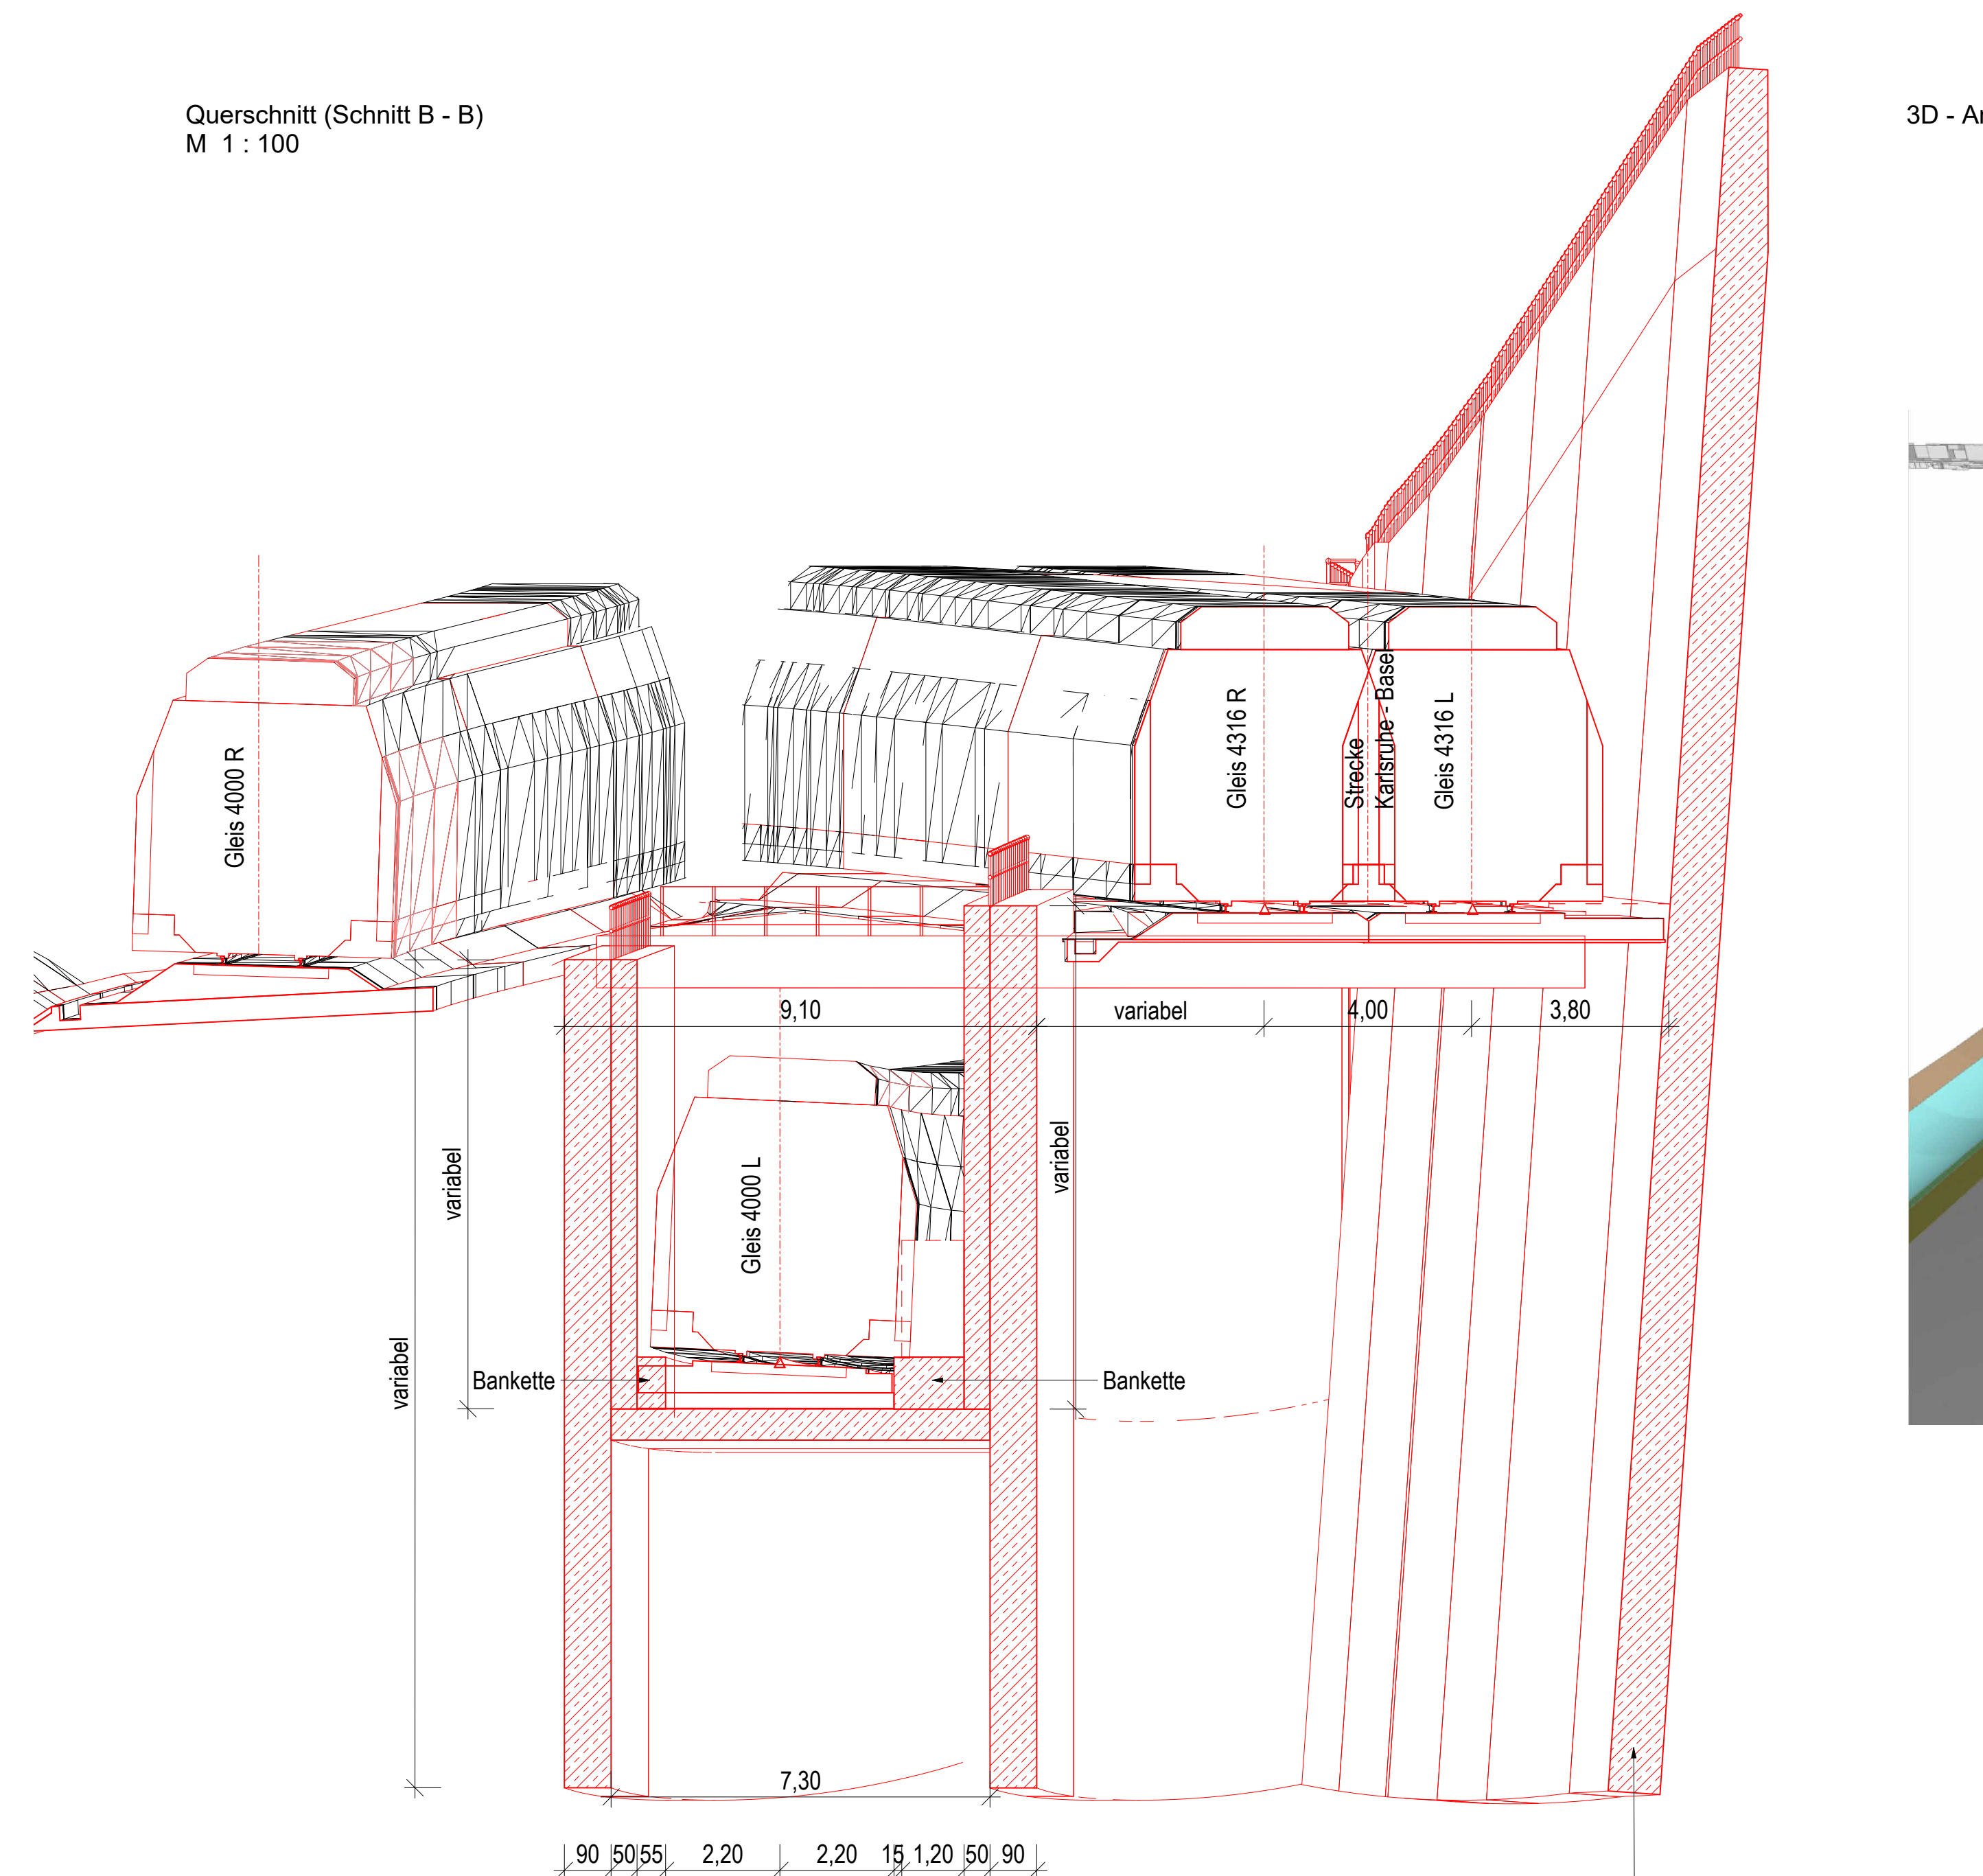 Querschnitt (Schnitt B - B)
M 1 : 100
3D - A
Gleis 4000 R
Gleis 4316 R
Strecke
Karlsruhe - Basel
Gleis 4316 L
9,10
variabel
4,00
3,80
variabel
variabel
Gleis 4000 L
variabel
Bankette
Bankette
7,30
90
50
55
2,20
2,20
15
1,20
50
90